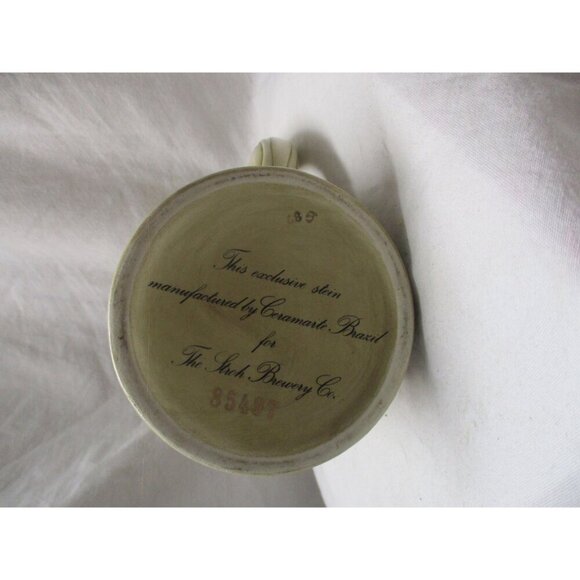 This exclusive stein
manufactured by Ceramarte Brazil
for
The Stroh Brewery Co.